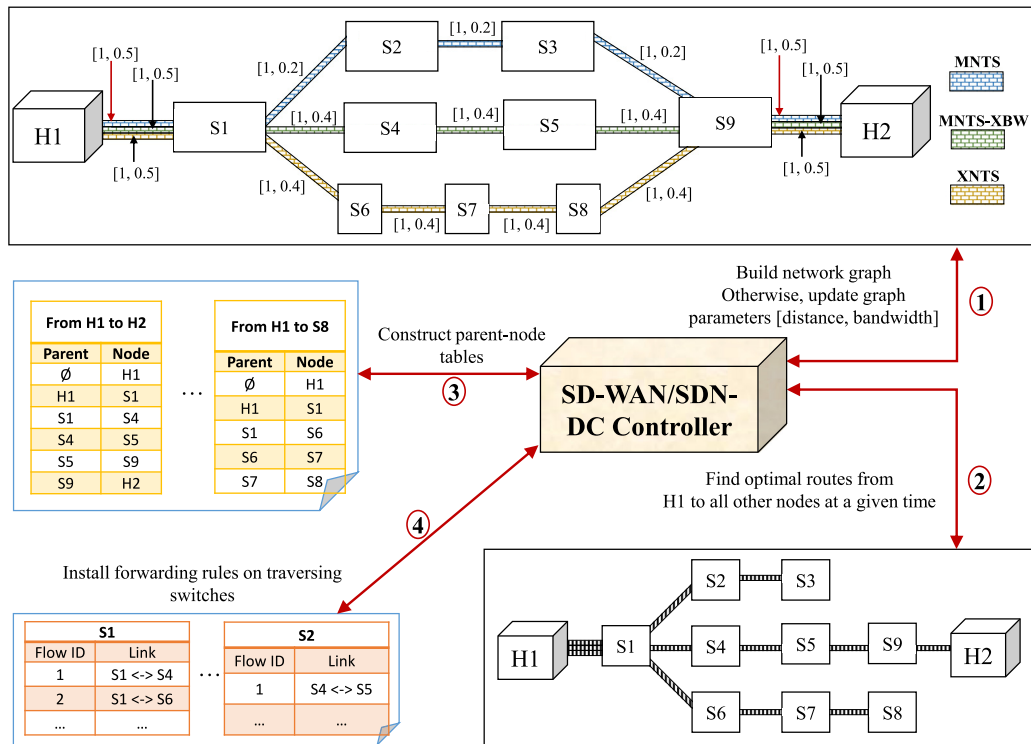 [1, 0.2]
[1, 0.5]
[1, 0.5]
[1, 0.2]
S2
S3
[1, 0.2]
[1, 0.5]
[1, 0.5]
MNTS
H1
S1
[1, 0.4]
S4
[1, 0.4]
S5
[1, 0.4]
S9
H2
MNTS-XBW
[1, 0.5]
[1, 0.5]
[1, 0.4]
S6
S7
S8
[1, 0.4]
XNTS
[1, 0.4]
[1, 0.4]
Build network graph
Otherwise, update graph
parameters [distance, bandwidth]
1
From H1 to H2
Parent Node
Ø H1
H1 S1
S1 S4
S4 S5
S5 S9
S9 H2
...
From H1 to S8
Parent Node
Ø H1
H1 S1
S1 S6
S6 S7
S7 S8
Construct parent-node
tables
3
SD-WAN/SDN-
DC Controller
Find optimal routes from
H1 to all other nodes at a given time
2
4
Install forwarding rules on traversing
switches
S1
Flow ID Link
1 S1 <-> S4
2 S1 <-> S6
... ...
...
S2
Flow ID Link
1 S4 <-> S5
... ...
S2
S3
H1
S1
S4
S5
S9
H2
S6
S7
S8